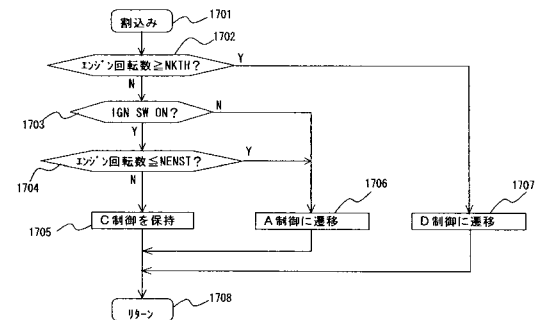 割込み
1701
1702
エンジン回転数≧NKTH?
Y
N
IGN SW ON?
N
1703
Y
エンジン回転数≦NENST?
Y
1704
N
1706
1707
C制御を保持
A制御に遷移
D制御に遷移
1705
リターン
1708